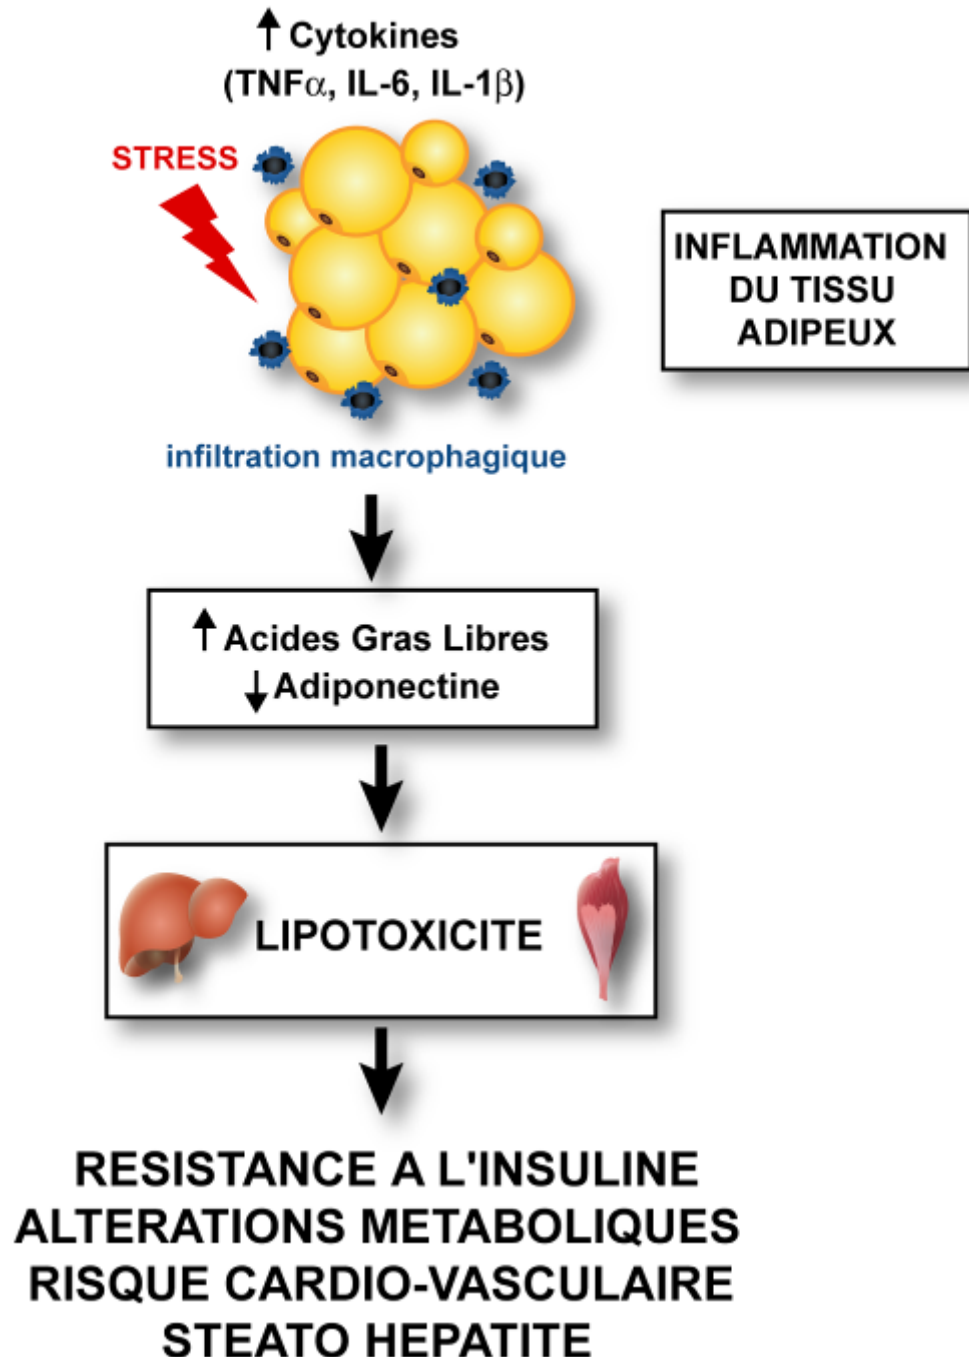 ↑ Cytokines
(TNFα, IL-6, IL-1β)
STRESS
INFLAMMATION
DU TISSU
ADIPEUX
infiltration macrophagique
↑ Acides Gras Libres
↓ Adiponectine
LIPOTOXICITE
RESISTANCE A L'INSULINE
ALTERATIONS METABOLIQUES
RISQUE CARDIO-VASCULAIRE
STEATO HEPATITE